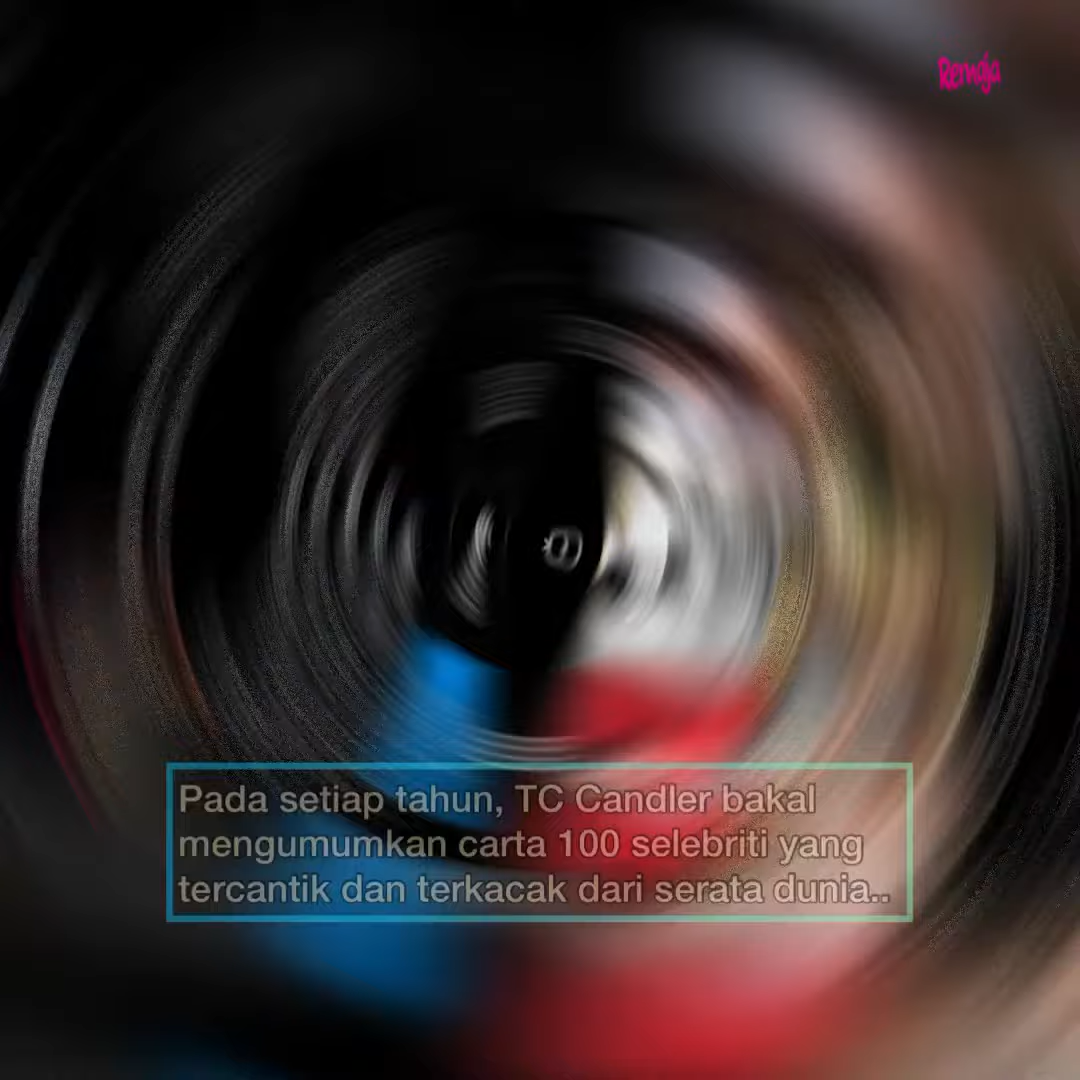 Remaja
Pada setiap tahun, TC Candler bakal
mengumumkan carta 100 selebriti yang
tercantik dan terkacak dari serata dunia..